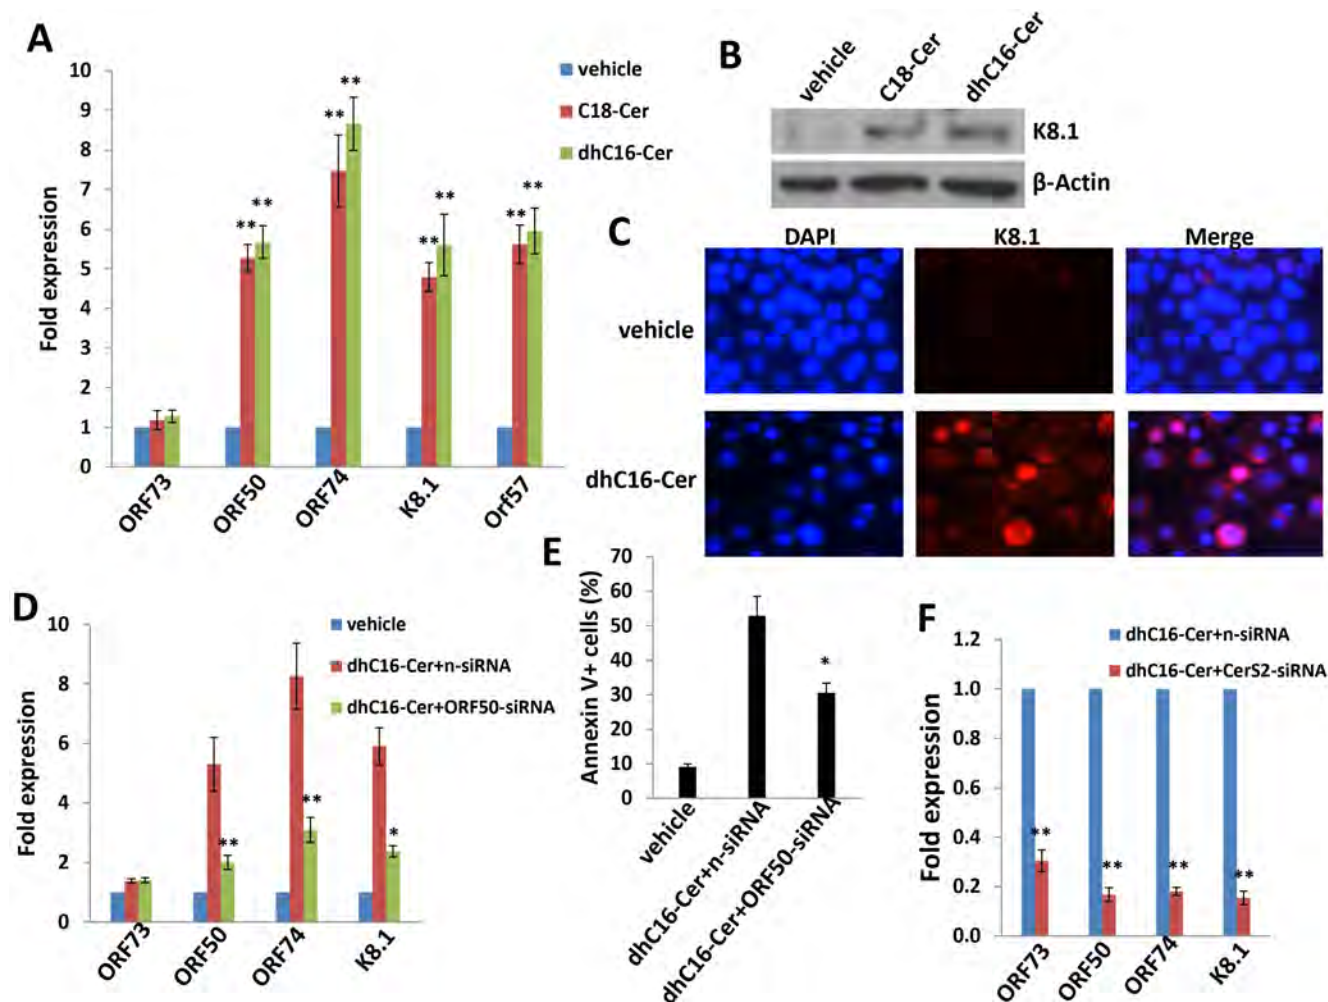 A
10
9
8
7
6
5
4
3
2
1
0
Fold expression
** ** ** ** ** ** ** **
ORF73 ORF50 ORF74 K8.1 Orf57
vehicle
C18-Cer
dhC16-Cer
B
vehicle C18-Cer dhC16-Cer
K8.1
β-Actin
C
DAPI K8.1 Merge
vehicle
dhC16-Cer
D
10
8
6
4
2
0
Fold expression
vehicle
dhC16-Cer+n-siRNA
dhC16-Cer+ORF50-siRNA
** ** *
ORF73 ORF50 ORF74 K8.1
E
70
60
50
40
30
20
10
0
Annexin V+ cells (%)
*
vehicle
dhC16-Cer+n-siRNA
dhC16-Cer+ORF50-siRNA
F
dhC16-Cer+n-siRNA
dhC16-Cer+CerS2-siRNA
1.2
1.0
0.8
0.6
0.4
0.2
0.0
Fold expression
** ** ** **
ORF73 ORF50 ORF74 K8.1